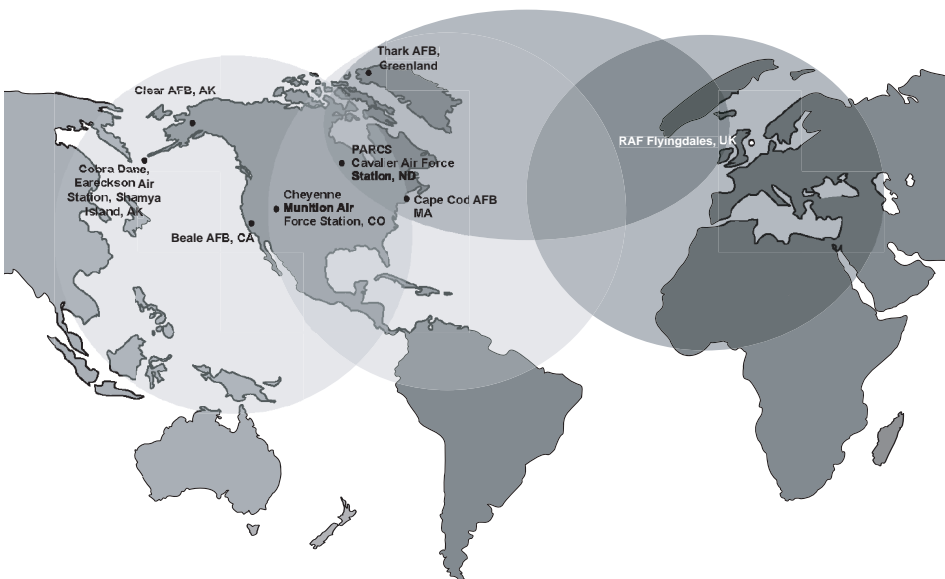 Thark AFB,
Greenland
Clear AFB, AK
RAF Flyingdales, UK
PARCS
Cavalier Air Force
Station, ND
Cobra Dane,
Eareckson Air
Station, Shamya
Island, AK
Cheyenne
Munition Air
Force Station, CO
Cape Cod AFB
MA
Beale AFB, CA